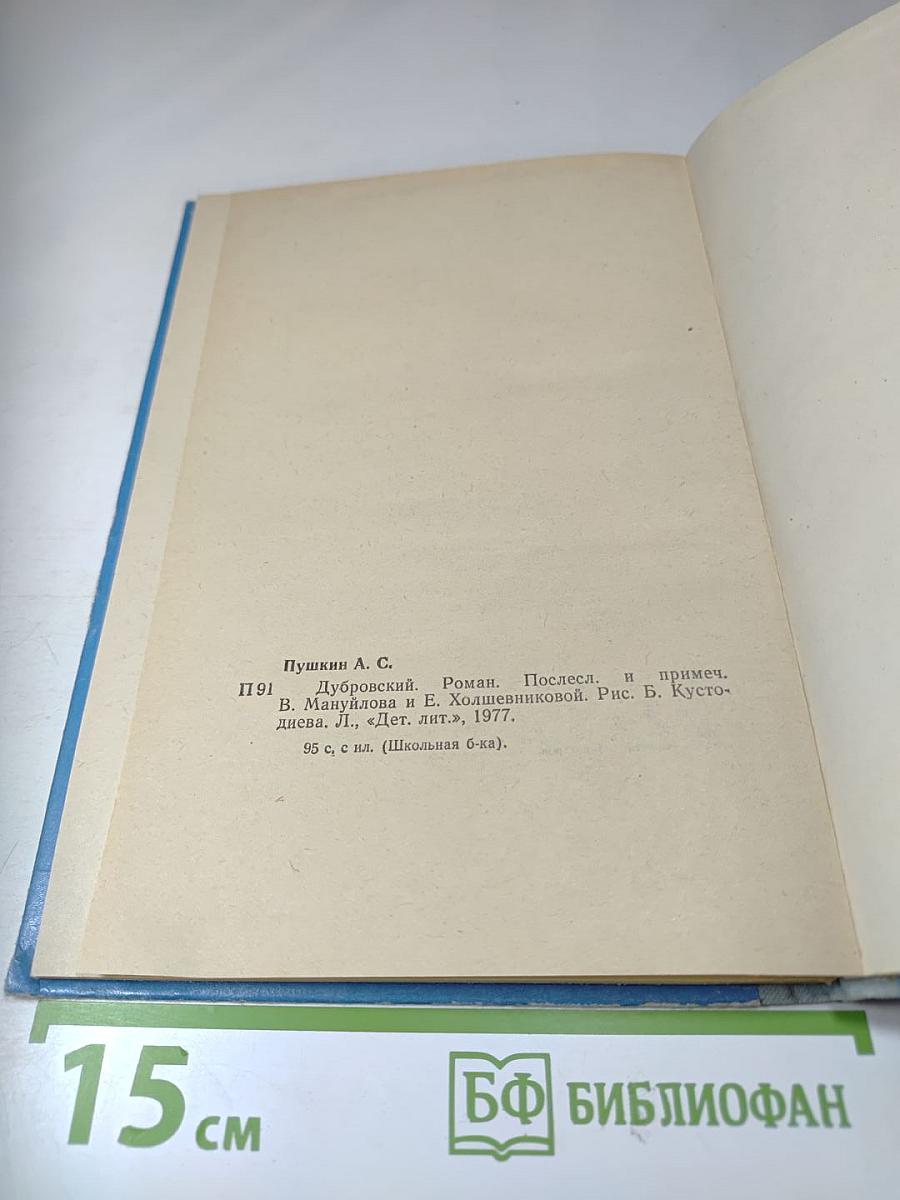 Пушкин А. С.
П 91 Дубровский. Роман. Послесл. и примеч.
В. Мануйлова и Е. Холшевниковой. Рис. Б. Кусто-
диева. Л., «Дет. лит.», 1977.
95 с. с ил. (Школьная б-ка).
15 см
БФ БИБЛИОФАН